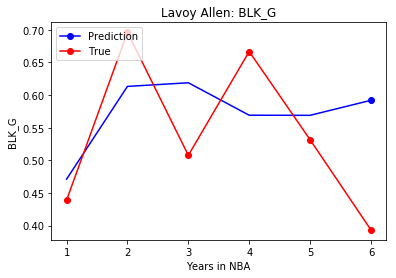 Lavoy Allen: BLK_G
Prediction
True
BLK_G
0.70
0.65
0.60
0.55
0.50
0.45
0.40
1 2 3 4 5 6
Years in NBA